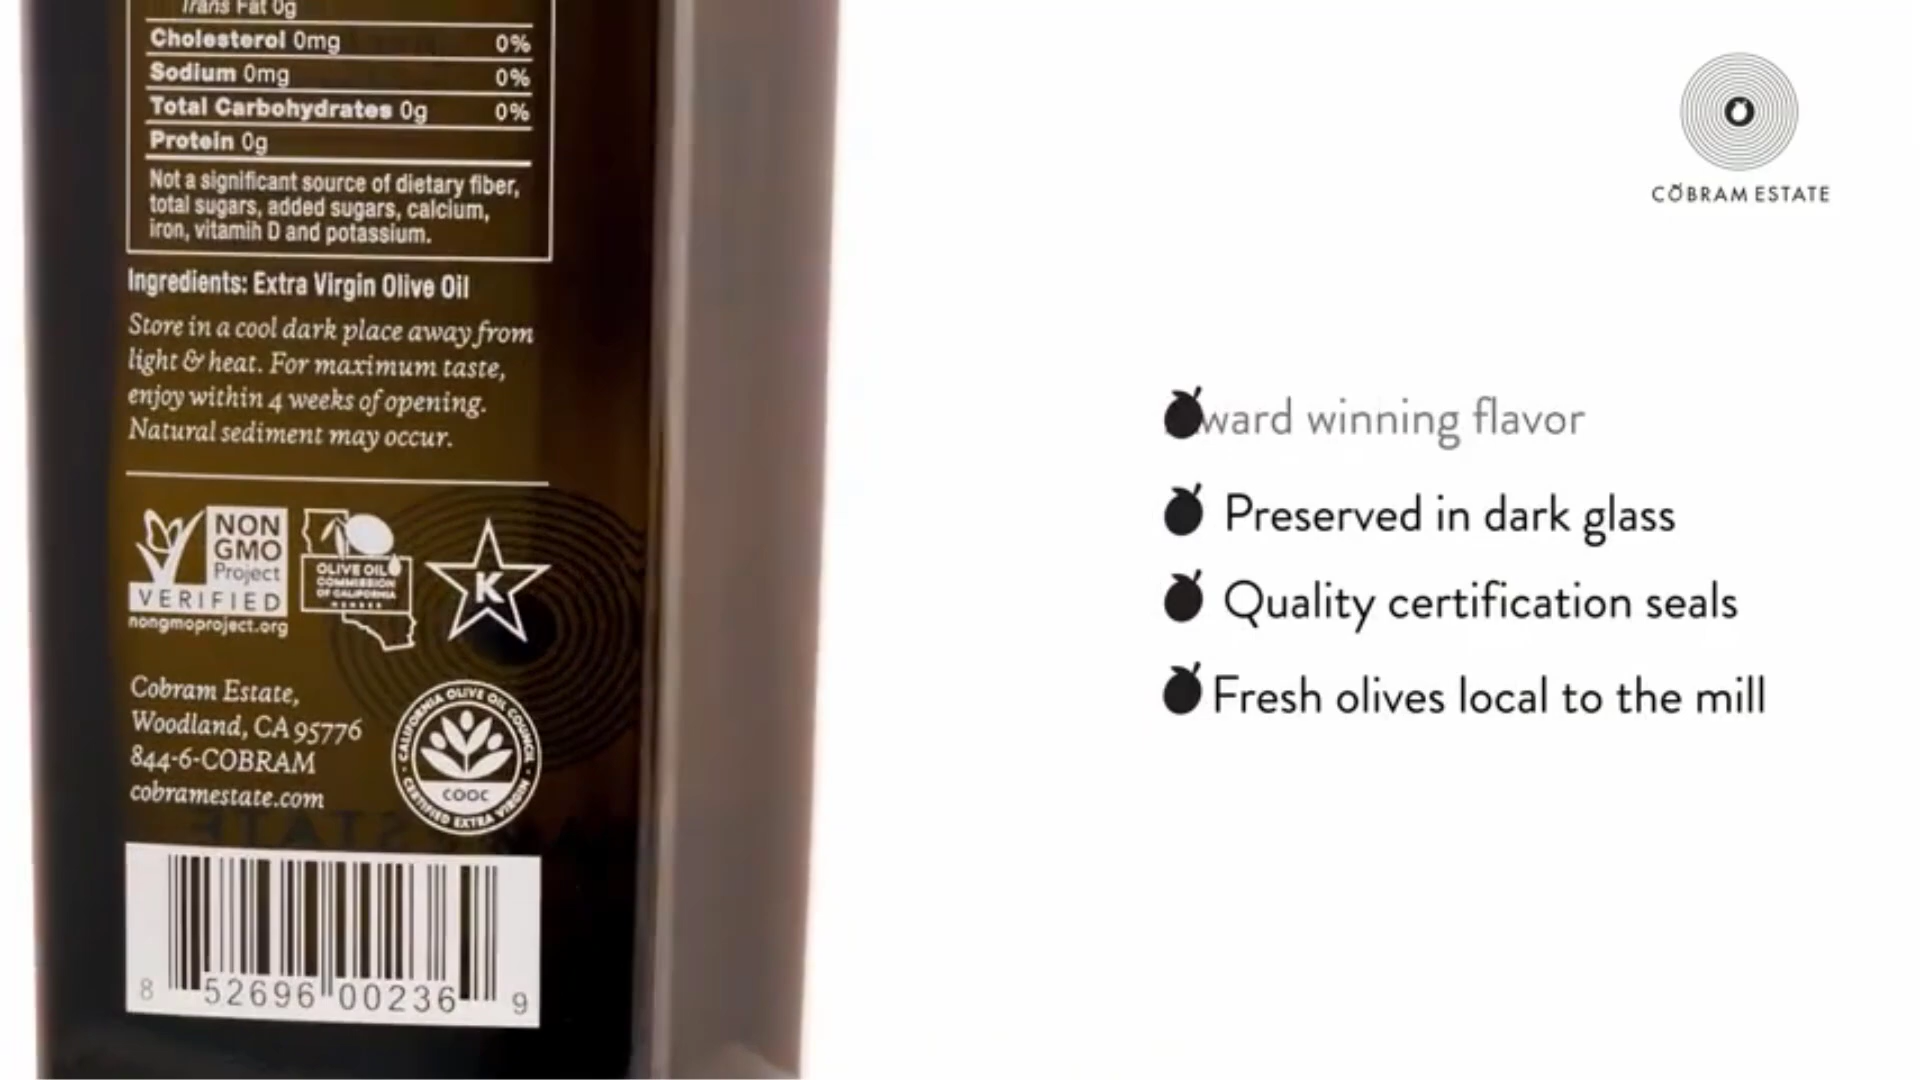 Trans Fat 0g
Cholesterol 0mg 0%
Sodium 0mg 0%
Total Carbohydrates 0g 0%
Protein 0g
Not a significant source of dietary fiber,
total sugars, added sugars, calcium,
iron, vitamin D and potassium.
Ingredients: Extra Virgin Olive Oil
Store in a cool dark place away from
light & heat. For maximum taste,
enjoy within 4 weeks of opening.
Natural sediment may occur.
NON
GMO
Project
VERIFIED
nongmoproject.org
OLIVE OIL
COMMISSION
OF CALIFORNIA
MEMBER
K
Cobram Estate,
Woodland, CA 95776
844-6-COBRAM
cobramestate.com
CALIFORNIA OLIVE OIL COUNCIL
COOC
CERTIFIED EXTRA VIRGIN
8 52696 00236 9
CŎBRAM ESTATE
ward winning flavor
Preserved in dark glass
Quality certification seals
Fresh olives local to the mill